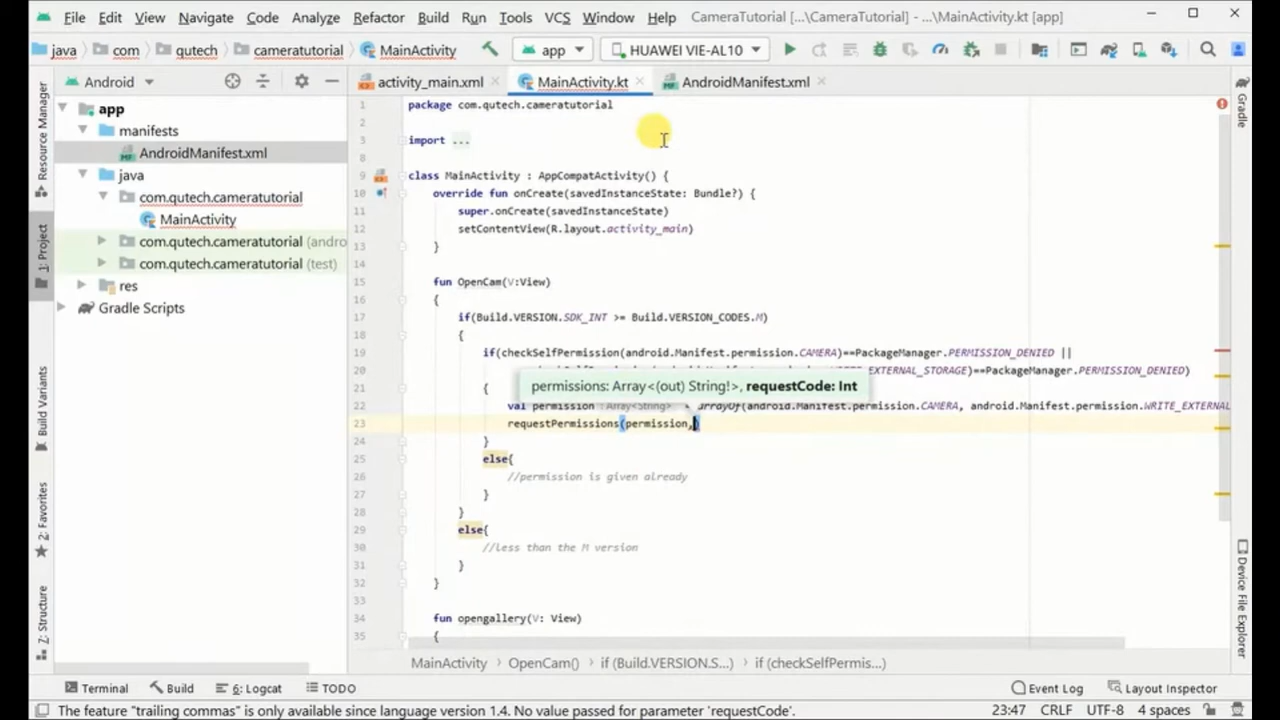 File Edit View Navigate Code Analyze Refactor Build Run Tools VCS Window Help CameraTutorial [...\CameraTutorial] - ...\MainActivity.kt [app]
java com qutech cameratutorial MainActivity app HUAWEI VIE-AL10
Android activity_main.xml MainActivity.kt AndroidManifest.xml
Resource Manager
1: Project
Build Variants
2: Favorites
7: Structure
app
manifests
AndroidManifest.xml
java
com.qutech.cameratutorial
MainActivity
com.qutech.cameratutorial (andro
com.qutech.cameratutorial (test)
res
Gradle Scripts
1 package com.qutech.cameratutorial
2
3 import ...
8
9 class MainActivity : AppCompatActivity() {
10 override fun onCreate(savedInstanceState: Bundle?) {
11 super.onCreate(savedInstanceState)
12 setContentView(R.layout.activity_main)
13 }
14
15 fun OpenCam(V:View)
16 {
17 if(Build.VERSION.SDK_INT >= Build.VERSION_CODES.M)
18 {
19 if(checkSelfPermission(android.Manifest.permission.CAMERA)==PackageManager.PERMISSION_DENIED ||
20 EXTERNAL_STORAGE)==PackageManager.PERMISSION_DENIED)
permissions: Array<(out) String!>, requestCode: Int
21 {
22 val permission : Array<String> arrayOf(android.Manifest.permission.CAMERA, android.Manifest.permission.WRITE_EXTERNAL
23 requestPermissions(permission,)
24 }
25 else{
26 //permission is given already
27 }
28 }
29 else{
30 //less than the M version
31 }
32 }
33
34 fun opengallery(V: View)
35 {
MainActivity OpenCam() if (Build.VERSION.S...) if (checkSelfPermis...)
Gradle
Device File Explorer
Terminal Build 6: Logcat TODO Event Log Layout Inspector
The feature "trailing commas" is only available since language version 1.4. No value passed for parameter 'requestCode'. 23:47 CRLF UTF-8 4 spaces